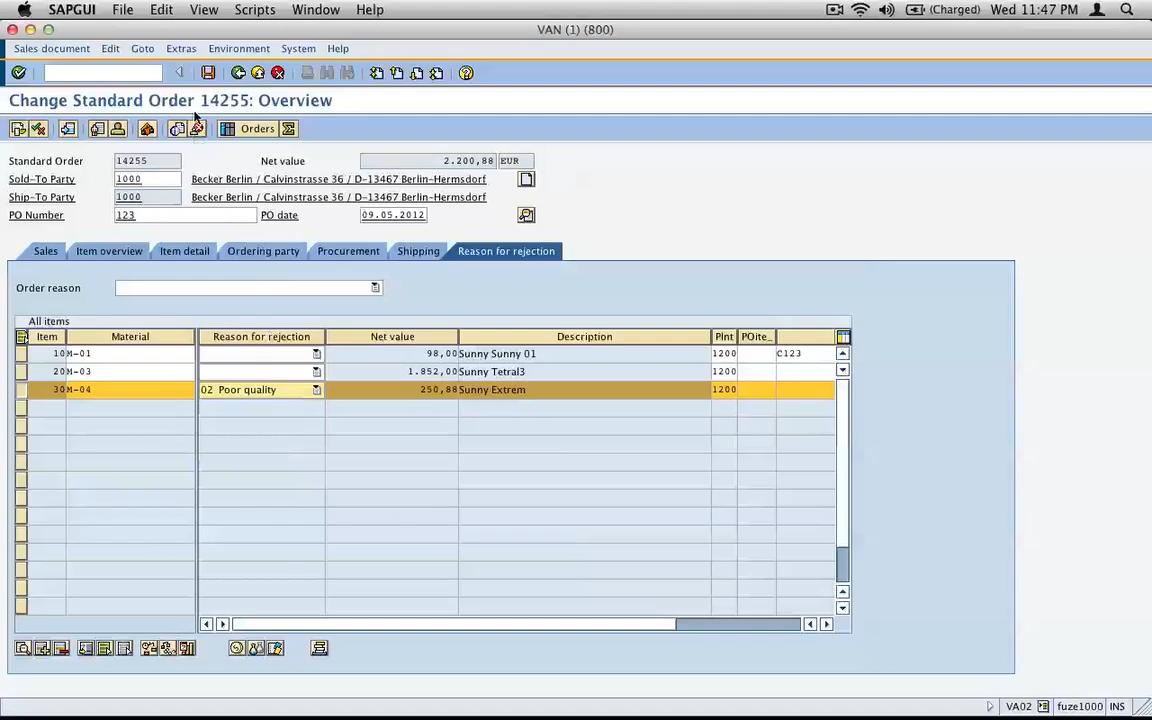 SAPGUI File Edit View Scripts Window Help (Charged) Wed 11:47 PM
VAN (1) (800)
Sales document Edit Goto Extras Environment System Help
Change Standard Order 14255: Overview
Orders
Standard Order 14255 Net value 2.200,88 EUR
Sold-To Party 1000 Becker Berlin / Calvinstrasse 36 / D-13467 Berlin-Hermsdorf
Ship-To Party 1000 Becker Berlin / Calvinstrasse 36 / D-13467 Berlin-Hermsdorf
PO Number 123 PO date 09.05.2012
Sales Item overview Item detail Ordering party Procurement Shipping Reason for rejection
Order reason
All items
Item Material Reason for rejection Net value Description Plnt POite_
10 M-01 98,00 Sunny Sunny 01 1200 C123
20 M-03 1.852,00 Sunny Tetral3 1200
30 M-04 02 Poor quality 250,88 Sunny Extrem 1200
VA02 fuze1000 INS